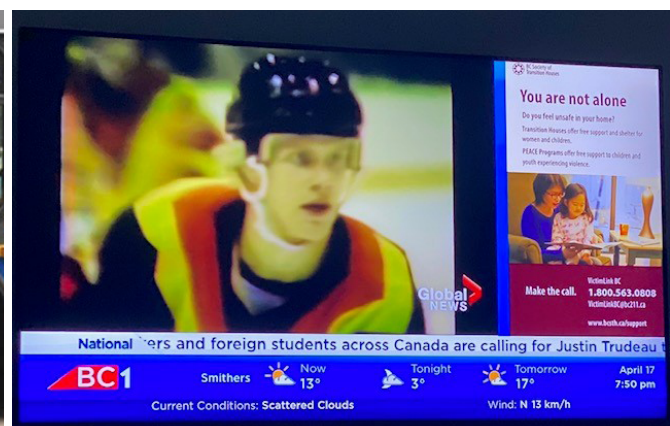 BC Society of
Transition Houses
You are not alone
Do you feel unsafe in your home?
Transition Houses offer free support and shelter for
women and children.
PEACE Programs offer free support to children and
youth experiencing violence.
Make the call.
VictimLink BC
1.800.563.0808
VictimLinkBC@bc211.ca
www.bcsth.ca/support
Global
NEWS
National ers and foreign students across Canada are calling for Justin Trudeau
BC1
Smithers
Now
13°
Tonight
3°
Tomorrow
17°
April 17
7:50 pm
Current Conditions: Scattered Clouds
Wind: N 13 km/h